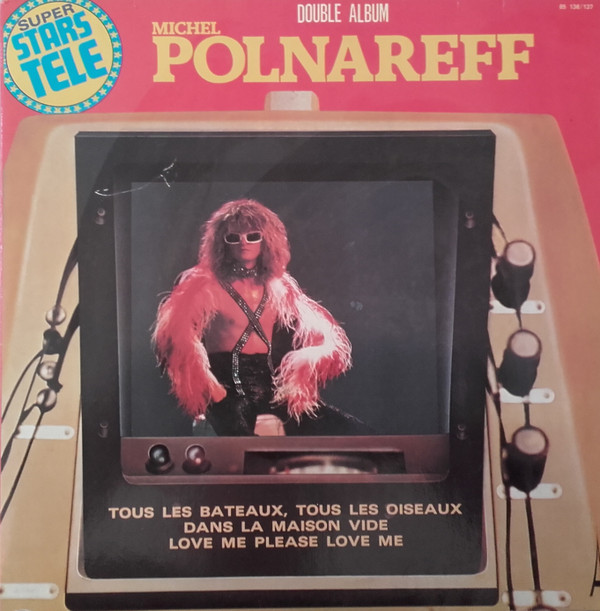 SUPER
STARS
TELE
DOUBLE ALBUM
MICHEL
POLNAREFF
TOUS LES BATEAUX, TOUS LES OISEAUX
DANS LA MAISON VIDE
LOVE ME PLEASE LOVE ME